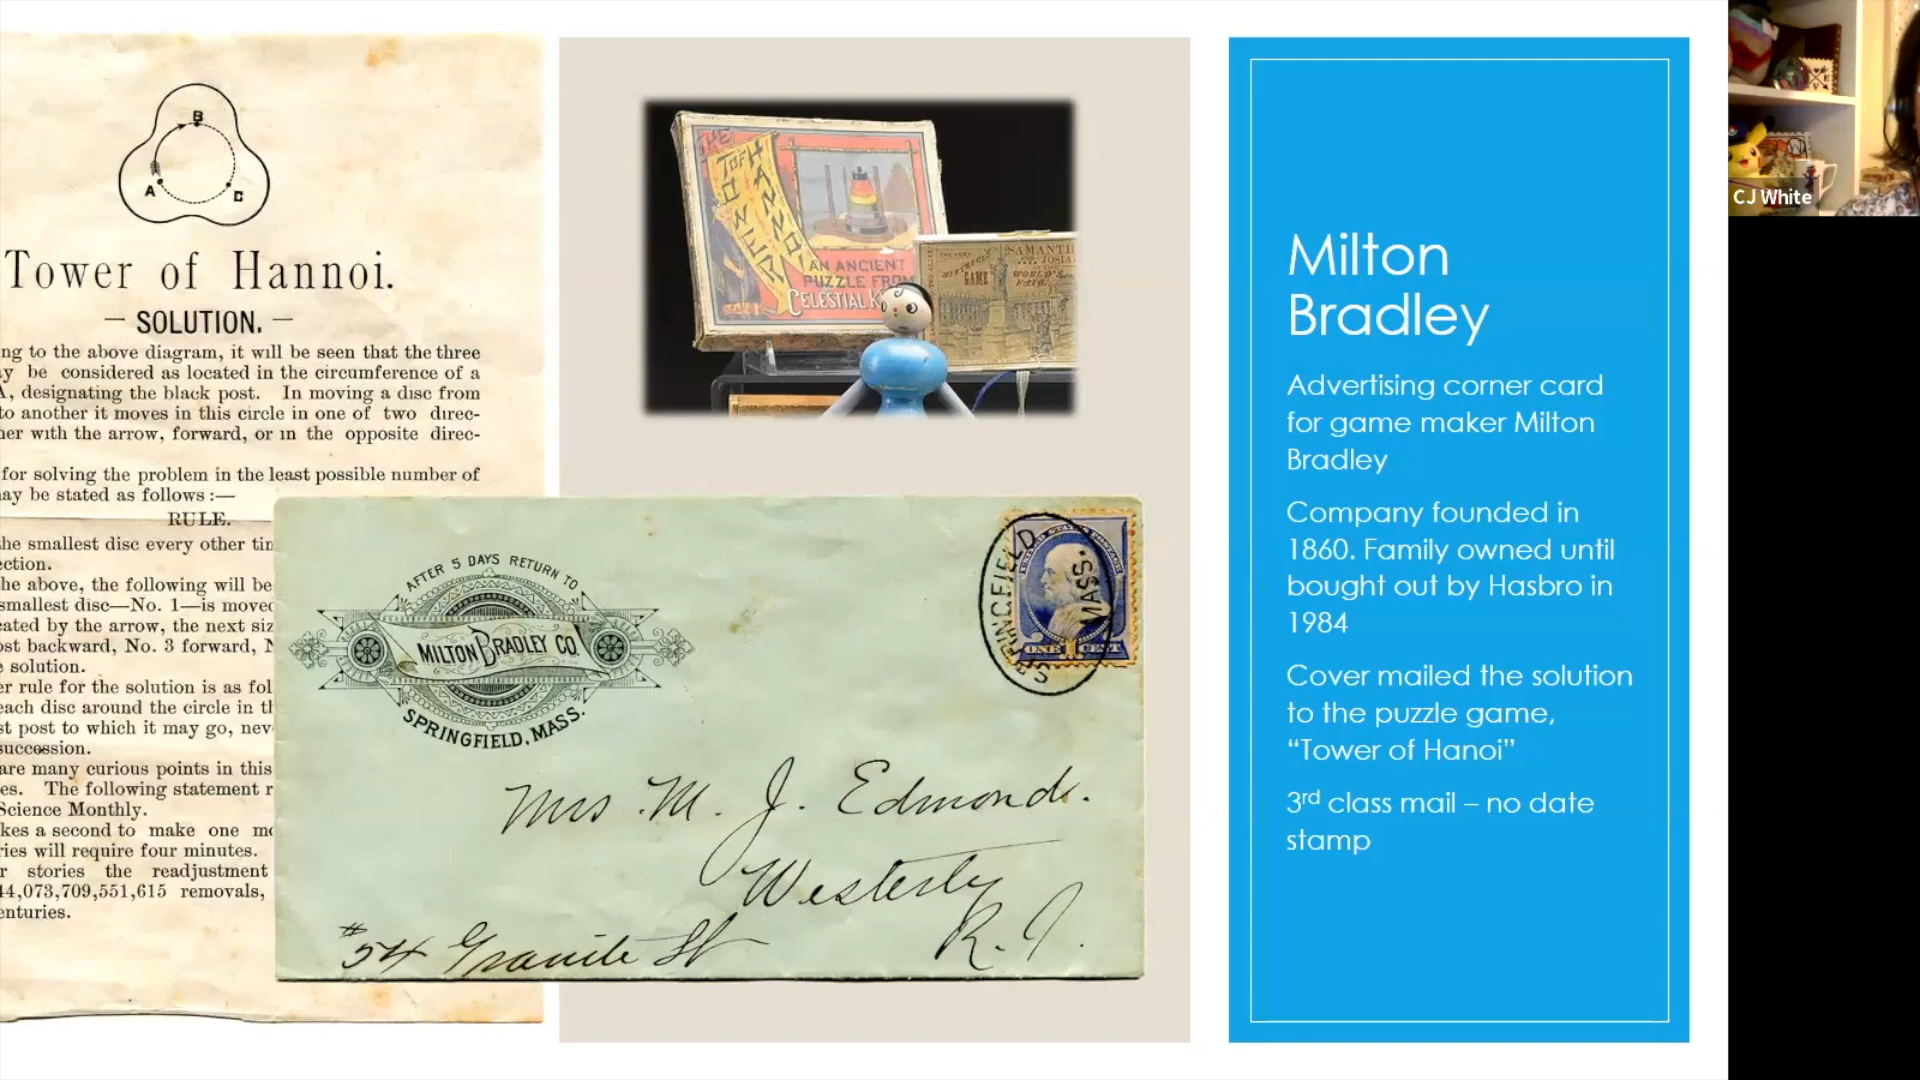 B
A
C
Tower of Hannoi.
— SOLUTION. —
ng to the above diagram, it will be seen that the three
y be considered as located in the circumference of a
A, designating the black post. In moving a disc from
to another it moves in this circle in one of two direc-
her with the arrow, forward, or in the opposite direc-
for solving the problem in the least possible number of
ay be stated as follows :—
RULE.
he smallest disc every other tim
ection.
he above, the following will be
smallest disc—No. 1—is moved
ated by the arrow, the next siz
ost backward, No. 3 forward, N
e solution.
er rule for the solution is as fol
each disc around the circle in th
st post to which it may go, nev
succession.
are many curious points in this
es. The following statement r
Science Monthly.
kes a second to make one mo
ries will require four minutes.
r stories the readjustment
44,073,709,551,615 removals,
enturies.
THE
TOWER
OF
HANNOI
AN ANCIENT
PUZZLE FROM
CELESTIAL K
SAMANTH
JOSIA
GAME
WORLD'S
FAIR.
AFTER 5 DAYS RETURN TO
MILTON BRADLEY CO.
SPRINGFIELD, MASS.
SPRINGFIELD MASS.
ONE 1 CENT
Mrs. M. J. Edmonds.
Westerly
R. I.
#54 Granite St
Milton
Bradley
Advertising corner card
for game maker Milton
Bradley
Company founded in
1860. Family owned until
bought out by Hasbro in
1984
Cover mailed the solution
to the puzzle game,
“Tower of Hanoi”
3rd class mail – no date
stamp
CJ White